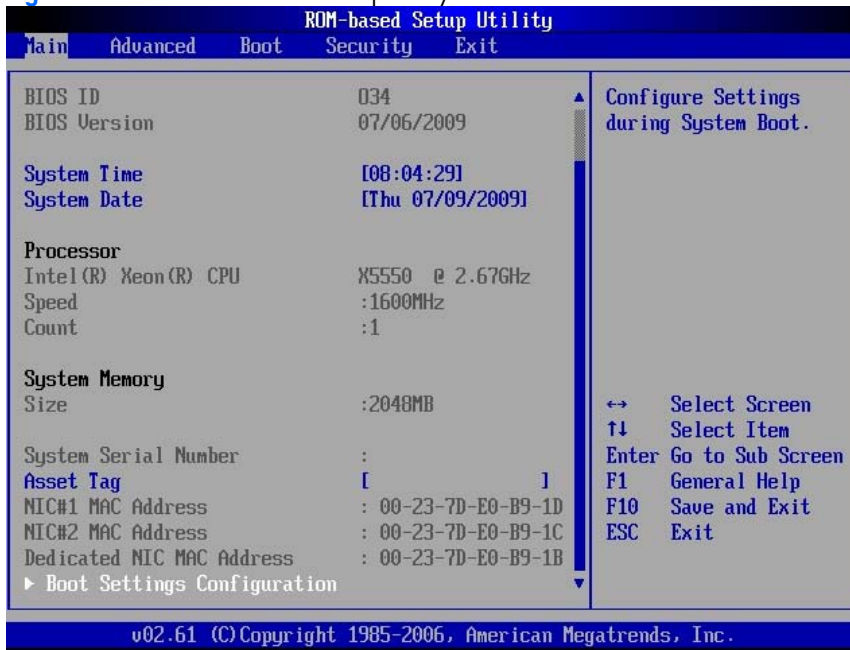 ROM-based Setup Utility
Main Advanced Boot Security Exit
BIOS ID O34
BIOS Version 07/06/2009
System Time [08:04:29]
System Date [Thu 07/09/2009]
Processor
Intel(R) Xeon(R) CPU X5550 @ 2.67GHz
Speed :1600MHz
Count :1
System Memory
Size :2048MB
System Serial Number :
Asset Tag [ ]
NIC#1 MAC Address : 00-23-7D-E0-B9-1D
NIC#2 MAC Address : 00-23-7D-E0-B9-1C
Dedicated NIC MAC Address : 00-23-7D-E0-B9-1B
▶ Boot Settings Configuration
Configure Settings
during System Boot.
↔ Select Screen
↑↓ Select Item
Enter Go to Sub Screen
F1 General Help
F10 Save and Exit
ESC Exit
v02.61 (C)Copyright 1985-2006, American Megatrends, Inc.